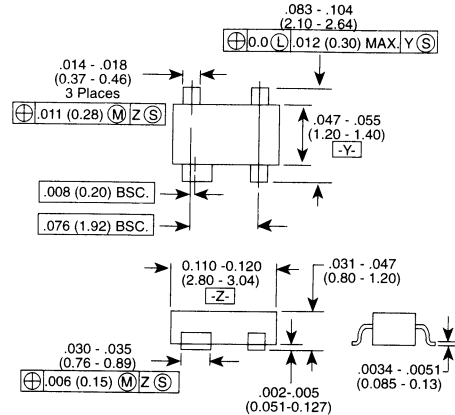 .083 - .104
(2.10 - 2.64)
⌖ 0.0 Ⓛ .012 (0.30) MAX. Y Ⓢ
.014 - .018
(0.37 - 0.46)
3 Places
⌖ .011 (0.28) Ⓜ Z Ⓢ
.047 - .055
(1.20 - 1.40)
-Y-
.008 (0.20) BSC.
.076 (1.92) BSC.
0.110 -0.120
(2.80 - 3.04)
-Z-
.031 - .047
(0.80 - 1.20)
.030 - .035
(0.76 - 0.89)
⌖ .006 (0.15) Ⓜ Z Ⓢ
.002-.005
(0.051-0.127)
.0034 - .0051
(0.085 - 0.13)